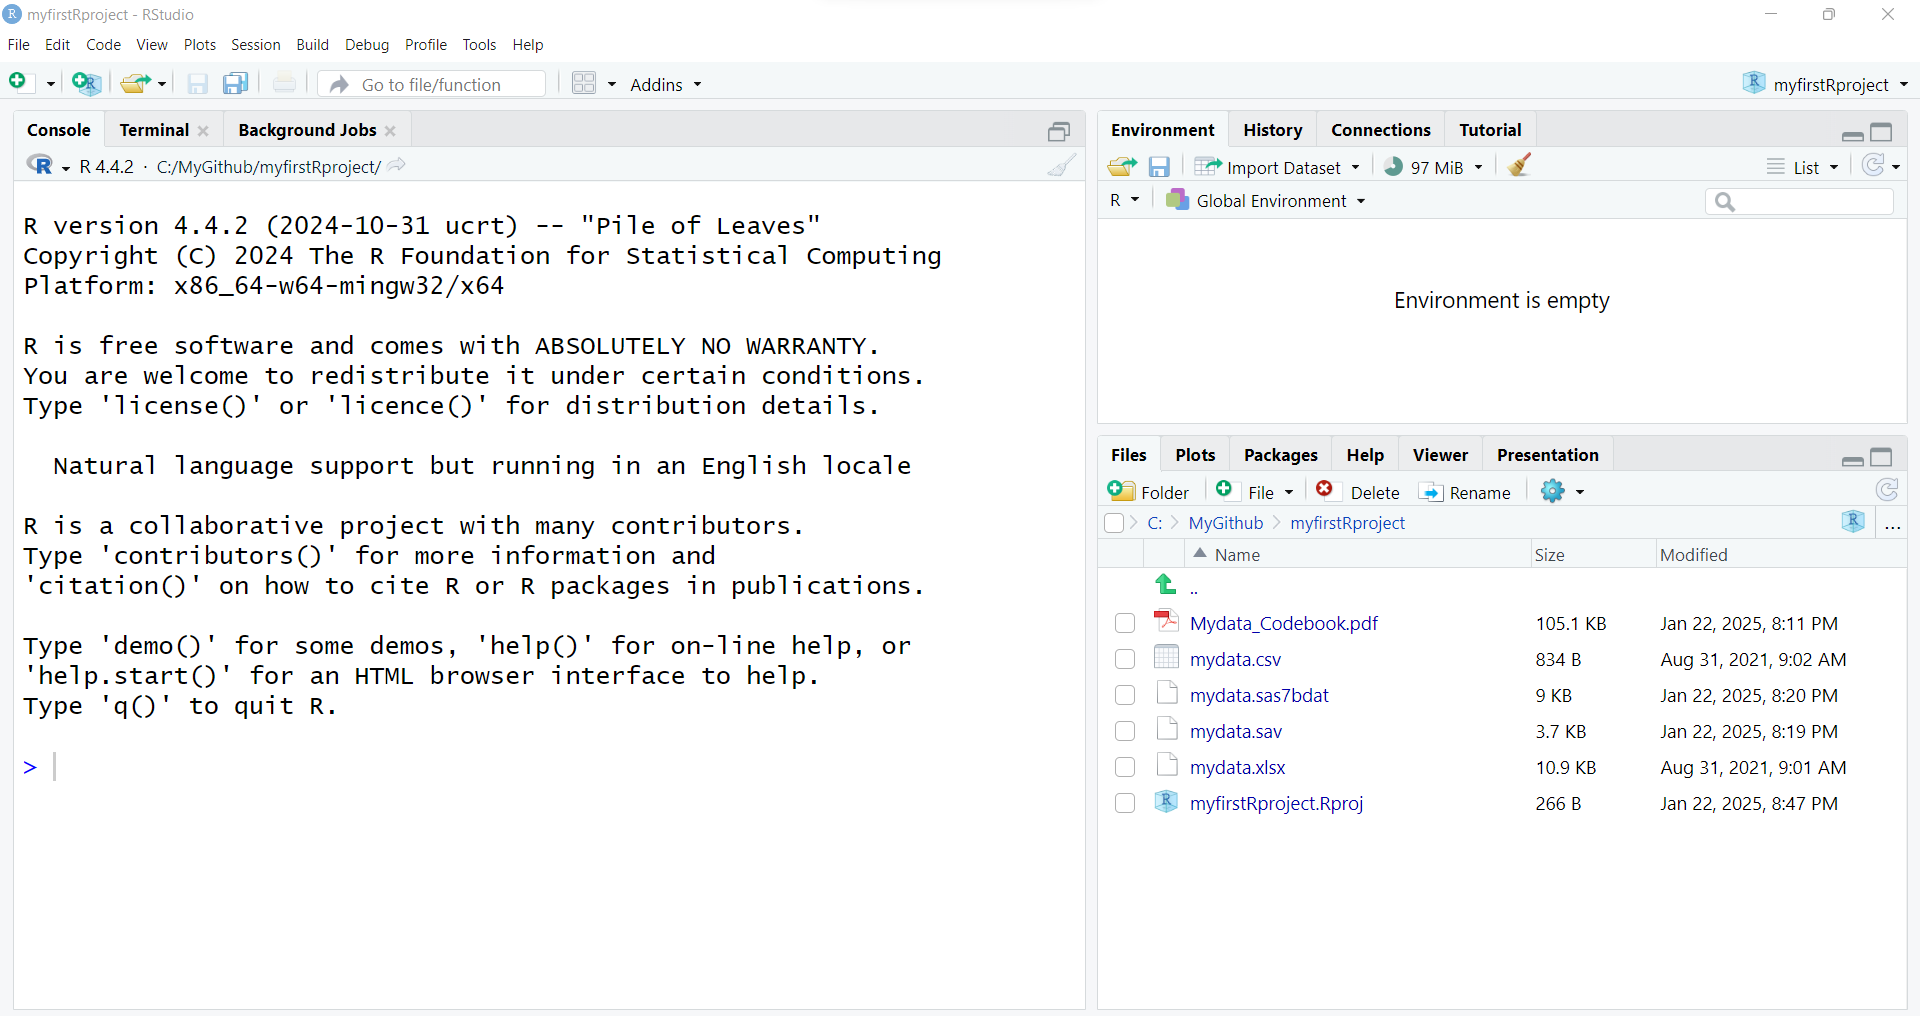 myfirstRproject - RStudio
File Edit Code View Plots Session Build Debug Profile Tools Help
Go to file/function Addins myfirstRproject
Console Terminal Background Jobs
R 4.4.2 · C:/MyGithub/myfirstRproject/
R version 4.4.2 (2024-10-31 ucrt) -- "Pile of Leaves"
Copyright (C) 2024 The R Foundation for Statistical Computing
Platform: x86_64-w64-mingw32/x64
R is free software and comes with ABSOLUTELY NO WARRANTY.
You are welcome to redistribute it under certain conditions.
Type 'license()' or 'licence()' for distribution details.
Natural language support but running in an English locale
R is a collaborative project with many contributors.
Type 'contributors()' for more information and
'citation()' on how to cite R or R packages in publications.
Type 'demo()' for some demos, 'help()' for on-line help, or
'help.start()' for an HTML browser interface to help.
Type 'q()' to quit R.
>
Environment History Connections Tutorial
Import Dataset 97 MiB List
R Global Environment
Environment is empty
Files Plots Packages Help Viewer Presentation
Folder File Delete Rename
C: MyGithub myfirstRproject ...
Name Size Modified
..
Mydata_Codebook.pdf 105.1 KB Jan 22, 2025, 8:11 PM
mydata.csv 834 B Aug 31, 2021, 9:02 AM
mydata.sas7bdat 9 KB Jan 22, 2025, 8:20 PM
mydata.sav 3.7 KB Jan 22, 2025, 8:19 PM
mydata.xlsx 10.9 KB Aug 31, 2021, 9:01 AM
myfirstRproject.Rproj 266 B Jan 22, 2025, 8:47 PM